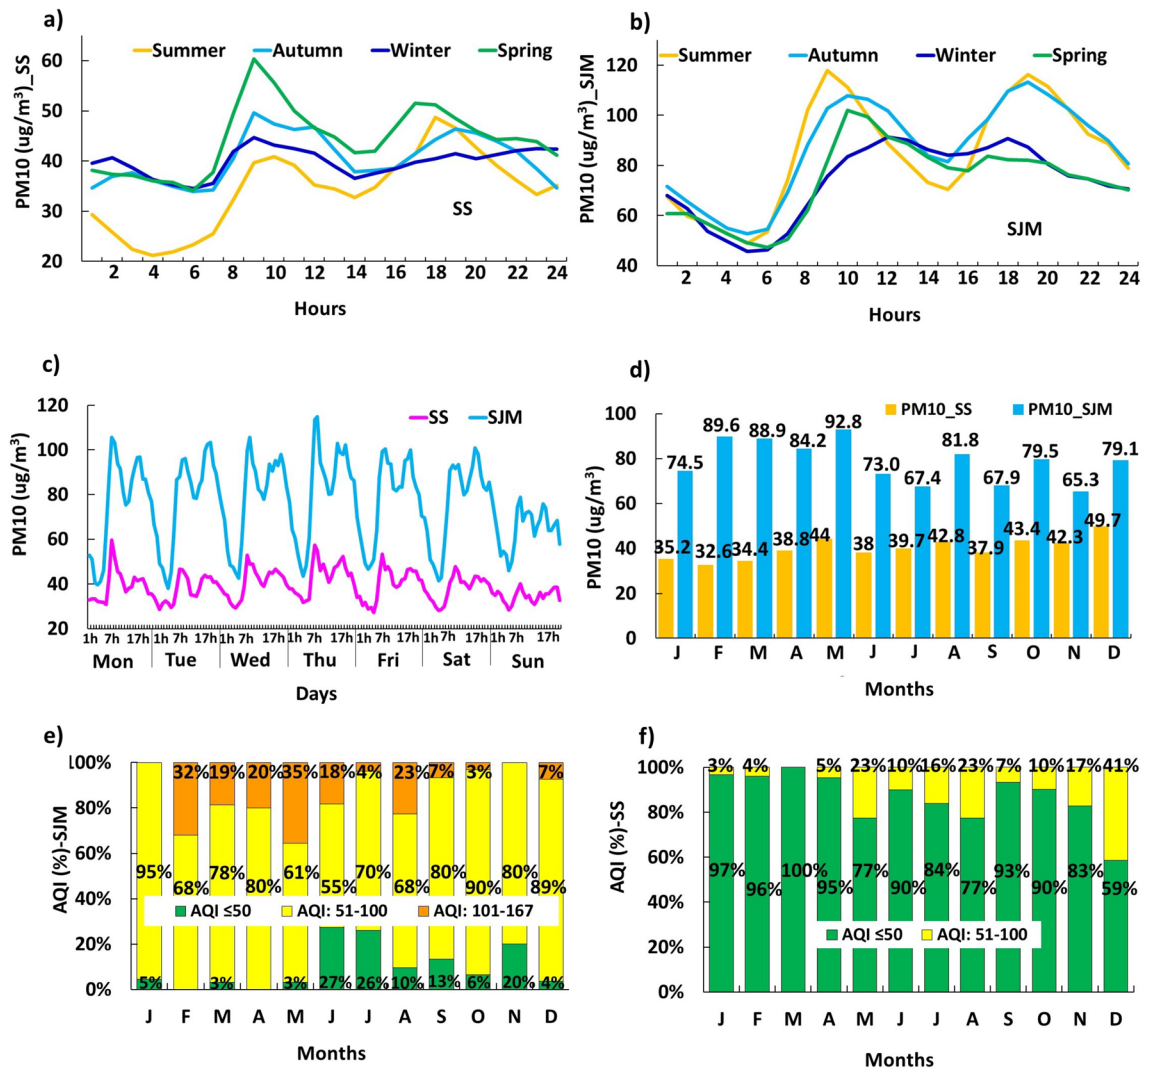 a)
Summer Autumn Winter Spring
PM10 (ug/m³)_SS
60
50
40
30
20
SS
2 4 6 8 10 12 14 16 18 20 22 24
Hours
b)
Summer Autumn Winter Spring
PM10 (ug/m³)_SJM
120
100
80
60
40
SJM
2 4 6 8 10 12 14 16 18 20 22 24
Hours
c)
SS SJM
PM10 (ug/m³)
120
100
80
60
40
20
1h 7h 17h 1h 7h 17h 1h 7h 17h 1h 7h 17h 1h 7h 17h 1h 7h 17h 1h 7h 17h
Mon Tue Wed Thu Fri Sat Sun
Days
d)
PM10_SS PM10_SJM
PM10 (ug/m³)
100
80
60
40
20
0
74.5 89.6 88.9 84.2 92.8 73.0 67.4 81.8 67.9 79.5 65.3 79.1
35.2 32.6 34.4 38.8 44 38 39.7 42.8 37.9 43.4 42.3 49.7
J F M A M J J A S O N D
Months
e)
AQI (%)-SJM
100%
80%
60%
40%
20%
0%
32% 19% 20% 35% 18% 4% 23% 7% 3% 7%
95% 68% 78% 80% 61% 55% 70% 68% 80% 90% 80% 89%
AQI ≤50 AQI: 51-100 AQI: 101-167
5% 3% 3% 27% 26% 10% 13% 6% 20% 4%
J F M A M J J A S O N D
Months
f)
AQI (%)-SS
100%
80%
60%
40%
20%
0%
3% 4% 5% 23% 10% 16% 23% 7% 10% 17% 41%
97% 96% 100% 95% 77% 90% 84% 77% 93% 90% 83% 59%
AQI ≤50 AQI: 51-100
J F M A M J J A S O N D
Months